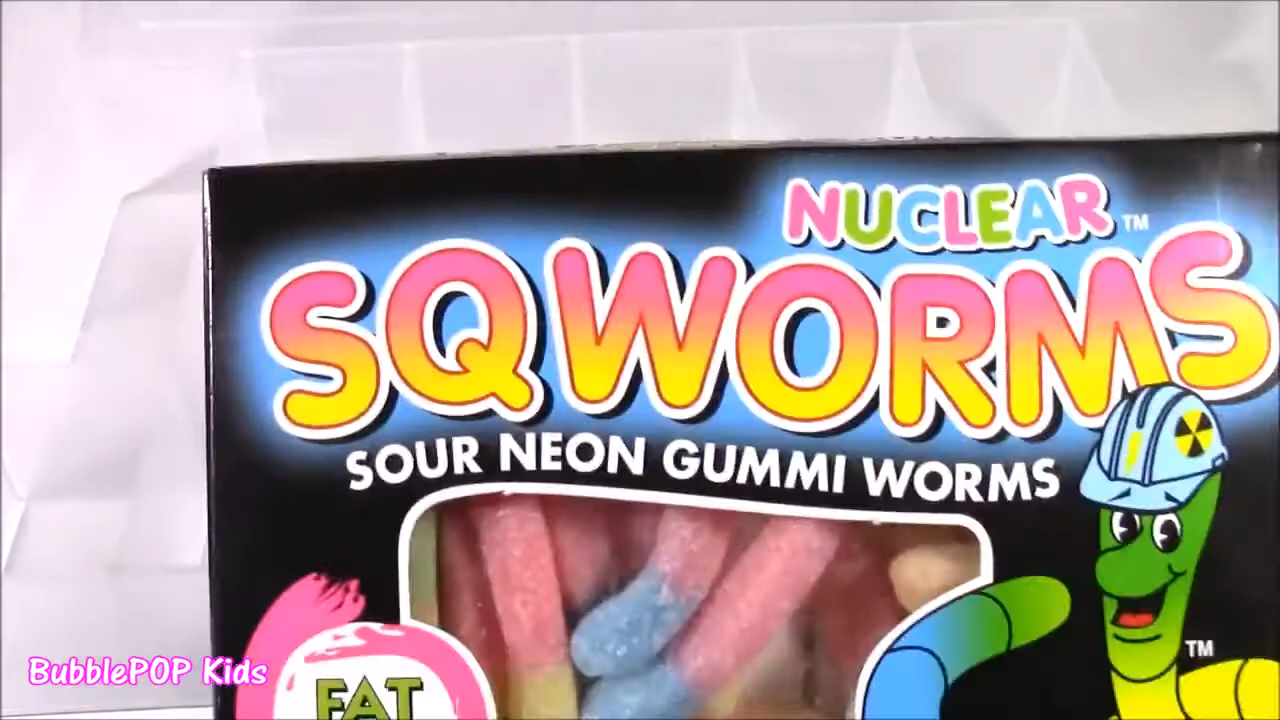 NUCLEAR™
SQWORMS
SOUR NEON GUMMI WORMS
TM
FAT
BubblePOP Kids